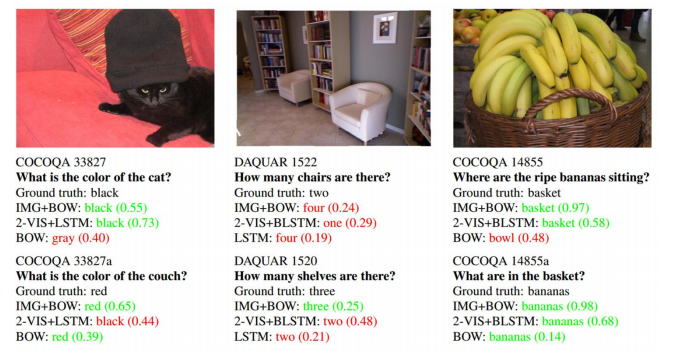 COCOQA 33827
What is the color of the cat?
Ground truth: black
IMG+BOW: black (0.55)
2-VIS+LSTM: black (0.73)
BOW: gray (0.40)
COCOQA 33827a
What is the color of the couch?
Ground truth: red
IMG+BOW: red (0.65)
2-VIS+LSTM: black (0.44)
BOW: red (0.39)
DAQUAR 1522
How many chairs are there?
Ground truth: two
IMG+BOW: four (0.24)
2-VIS+BLSTM: one (0.29)
LSTM: four (0.19)
DAQUAR 1520
How many shelves are there?
Ground truth: three
IMG+BOW: three (0.25)
2-VIS+BLSTM: two (0.48)
LSTM: two (0.21)
COCOQA 14855
Where are the ripe bananas sitting?
Ground truth: basket
IMG+BOW: basket (0.97)
2-VIS+BLSTM: basket (0.58)
BOW: bowl (0.48)
COCOQA 14855a
What are in the basket?
Ground truth: bananas
IMG+BOW: bananas (0.98)
2-VIS+BLSTM: bananas (0.68)
BOW: bananas (0.14)